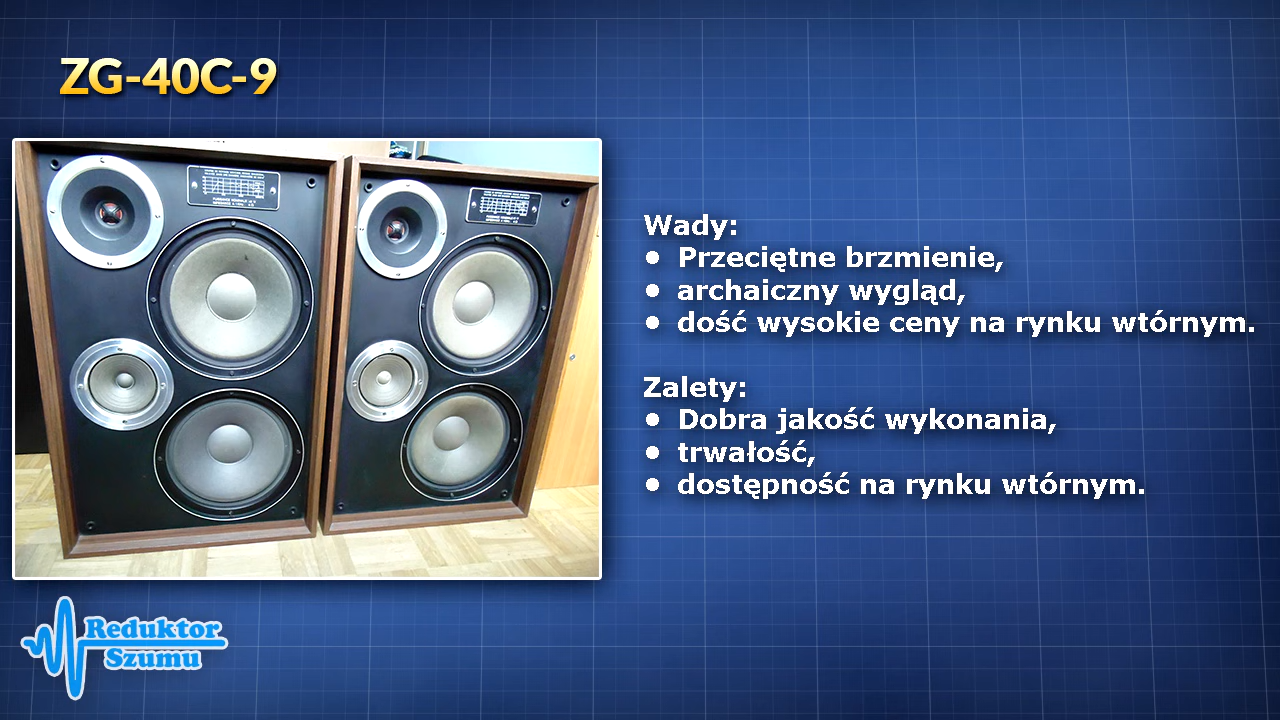 ZG-40C-9
Wady:
• Przeciętne brzmienie,
• archaiczny wygląd,
• dość wysokie ceny na rynku wtórnym.
Zalety:
• Dobra jakość wykonania,
• trwałość,
• dostępność na rynku wtórnym.
Reduktor
Szumu